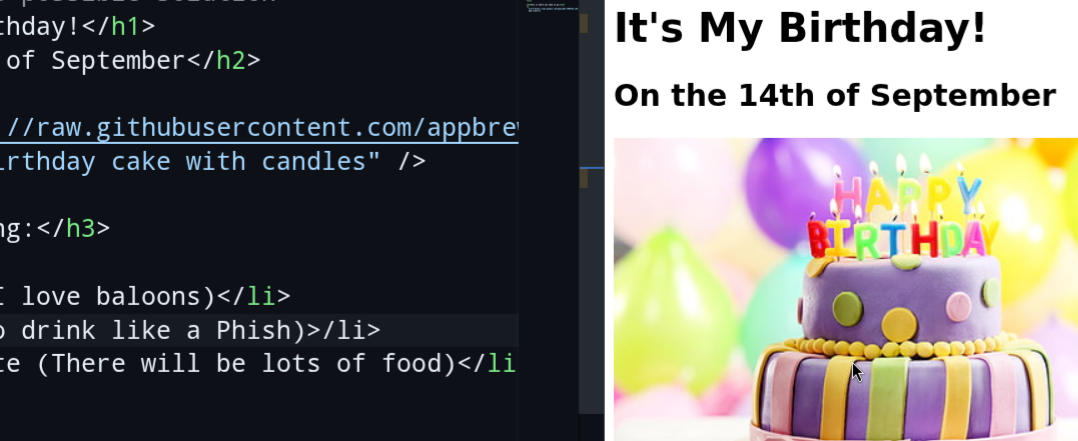 thday!</h1>
of September</h2>
//raw.githubusercontent.com/appbre
irthday cake with candles" />
ng:</h3>
I love baloons)</li>
o drink like a Phish)>/li>
te (There will be lots of food)</li
It's My Birthday!
On the 14th of September
HAPPY
BIRTHDAY